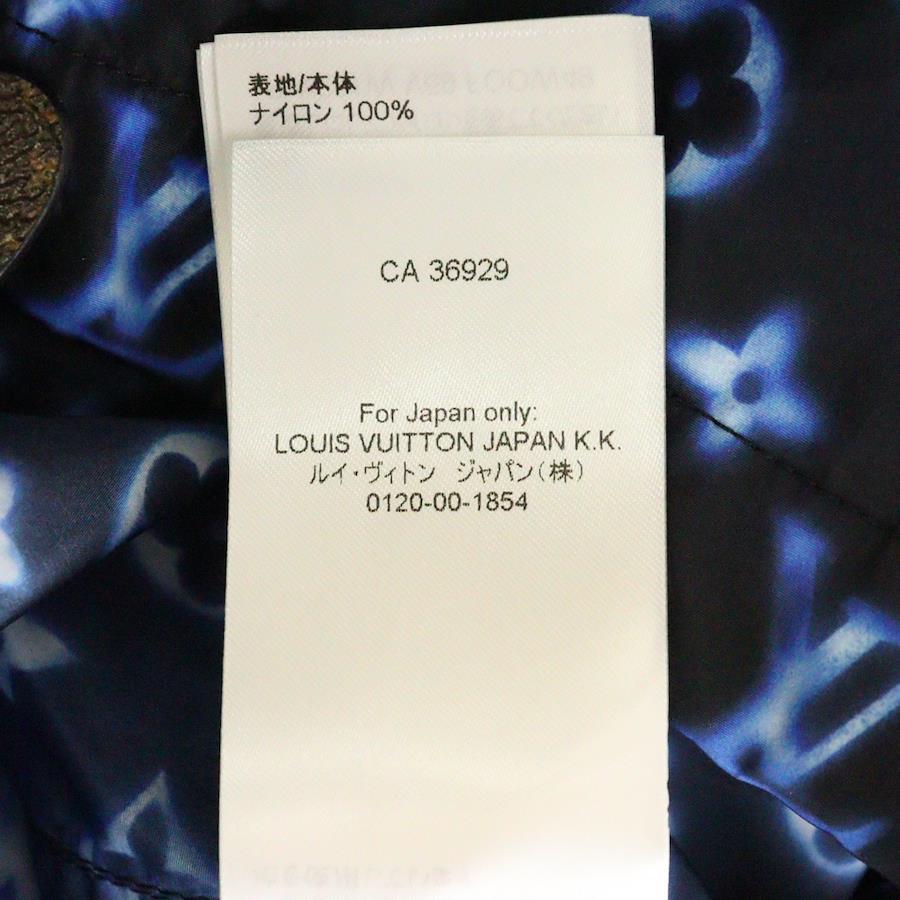 表地/本体
ナイロン 100%
CA 36929
For Japan only:
LOUIS VUITTON JAPAN K.K.
ルイ・ヴィトン　ジャパン(株)
0120-00-1854